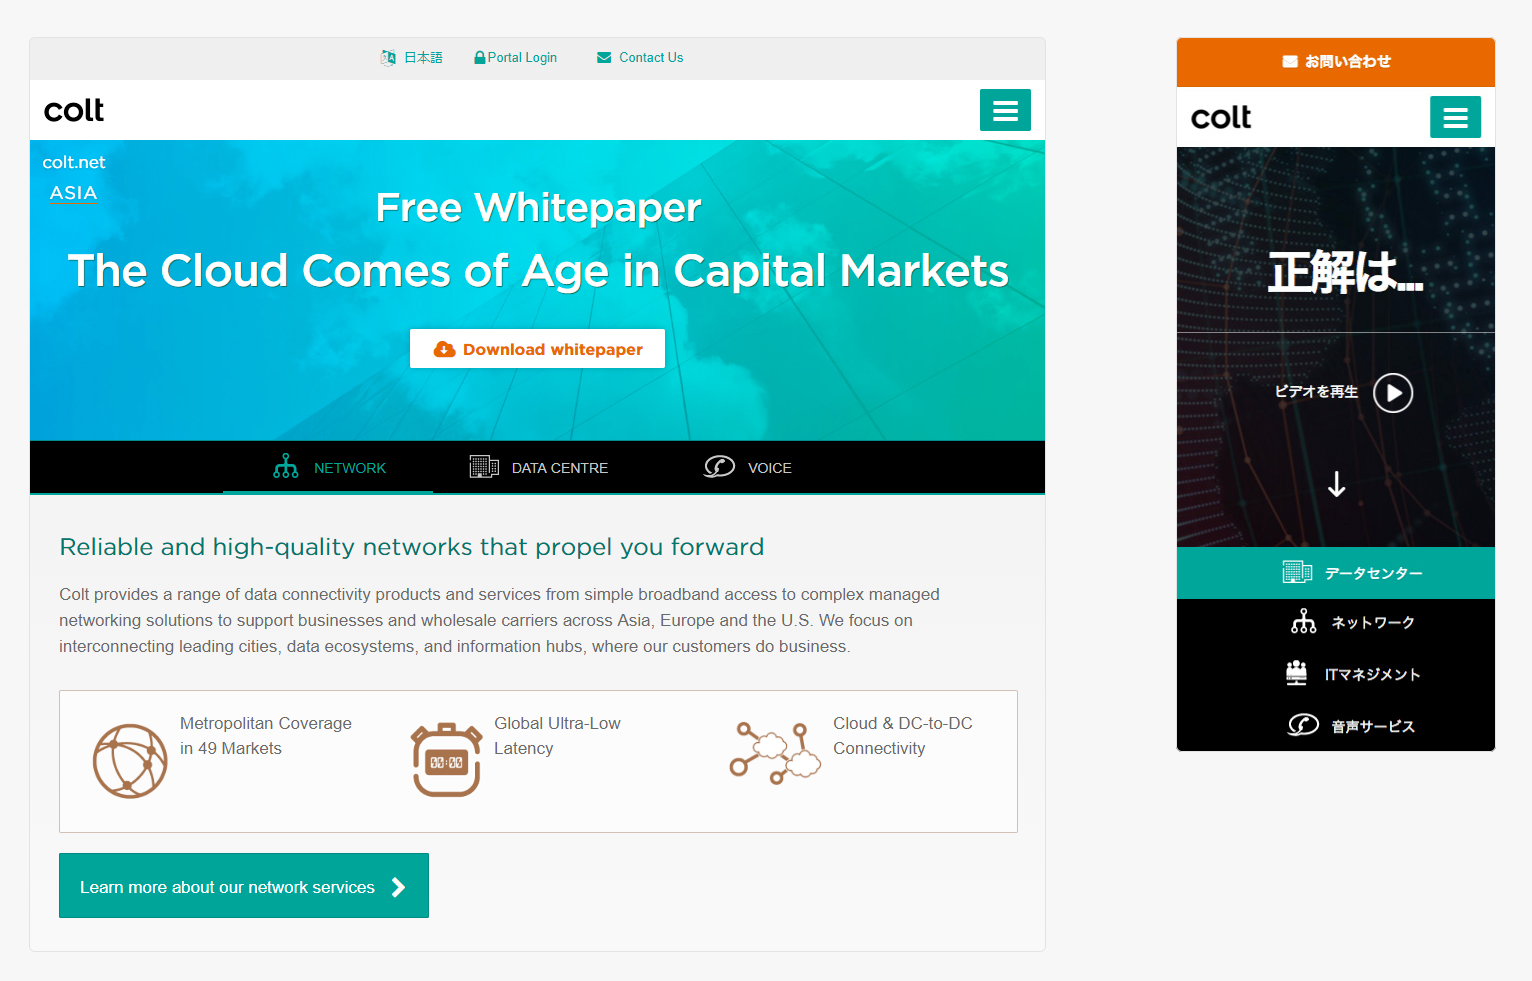 日本語
Portal Login
Contact Us
colt
colt.net
ASIA
Free Whitepaper
The Cloud Comes of Age in Capital Markets
Download whitepaper
NETWORK
DATA CENTRE
VOICE
Reliable and high-quality networks that propel you forward
Colt provides a range of data connectivity products and services from simple broadband access to complex managed
networking solutions to support businesses and wholesale carriers across Asia, Europe and the U.S. We focus on
interconnecting leading cities, data ecosystems, and information hubs, where our customers do business.
Metropolitan Coverage
in 49 Markets
00:00
Global Ultra-Low
Latency
Cloud & DC-to-DC
Connectivity
Learn more about our network services
お問い合わせ
colt
正解は...
ビデオを再生
データセンター
ネットワーク
ITマネジメント
音声サービス